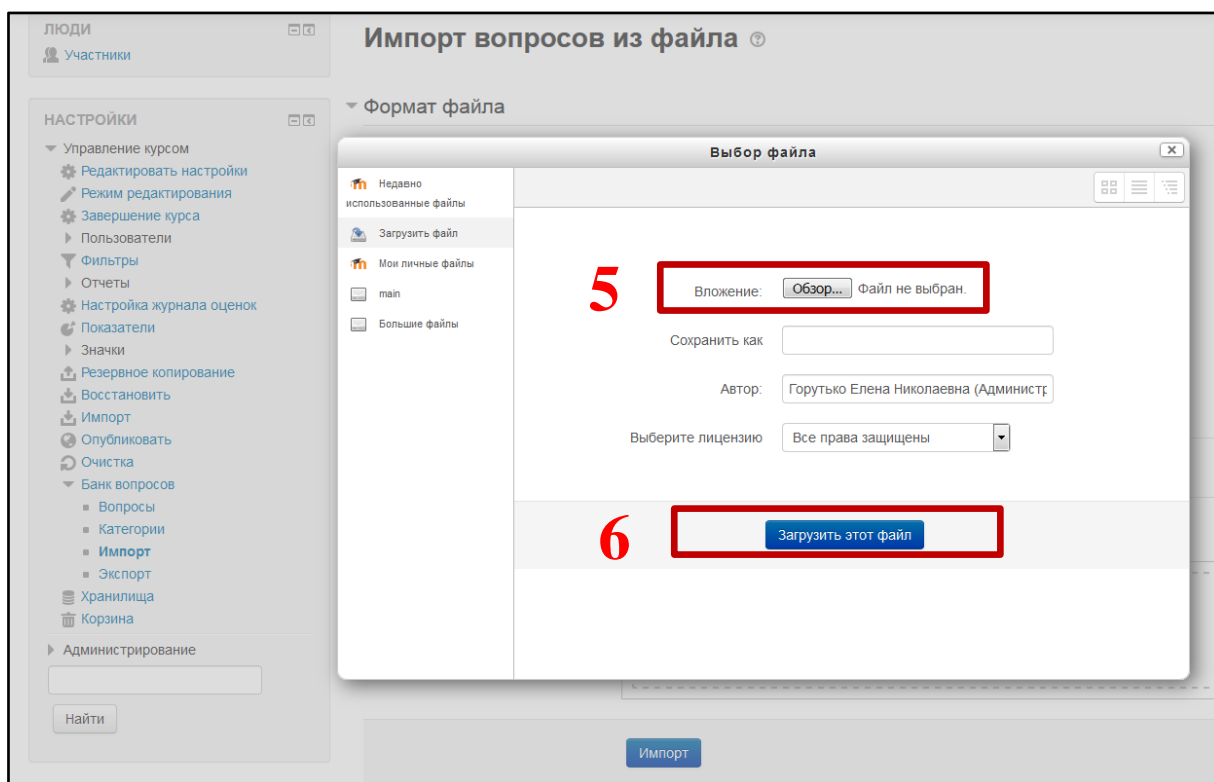 ЛЮДИ
Участники
НАСТРОЙКИ
Управление курсом
Редактировать настройки
Режим редактирования
Завершение курса
Пользователи
Фильтры
Отчеты
Настройка журнала оценок
Показатели
Значки
Резервное копирование
Восстановить
Импорт
Опубликовать
Очистка
Банк вопросов
Вопросы
Категории
Импорт
Экспорт
Хранилища
Корзина
Администрирование
Найти
Импорт вопросов из файла
Формат файла
Выбор файла
Недавно
использованные файлы
Загрузить файл
Мои личные файлы
main
Большие файлы
5
Вложение: Обзор... Файл не выбран.
Сохранить как
Автор: Горутько Елена Николаевна (Администр
Выберите лицензию Все права защищены
6
Загрузить этот файл
Импорт